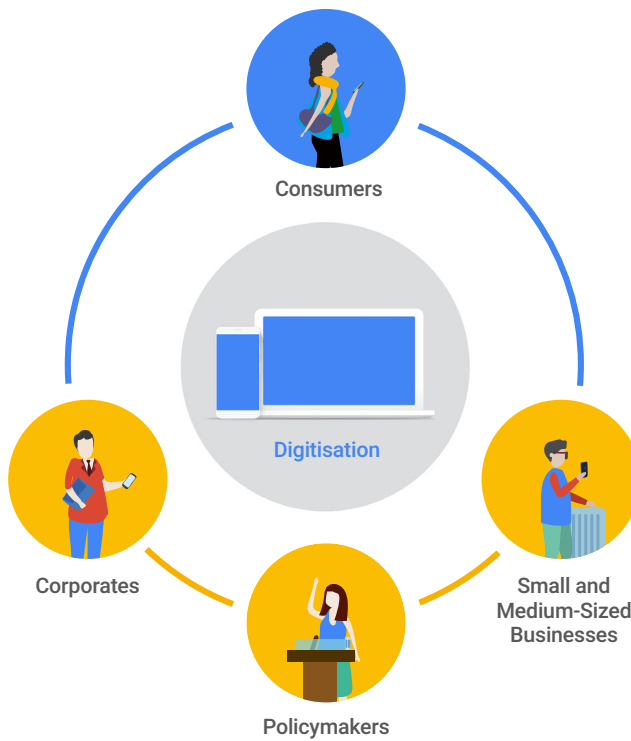 Consumers
Digitisation
Corporates
Small and
Medium-Sized
Businesses
Policymakers